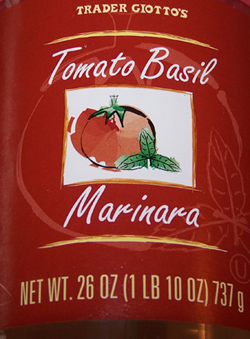 TRADER GIOTTO'S
Tomato Basil
Marinara
NET WT. 26 OZ (1 LB 10 OZ) 737 g